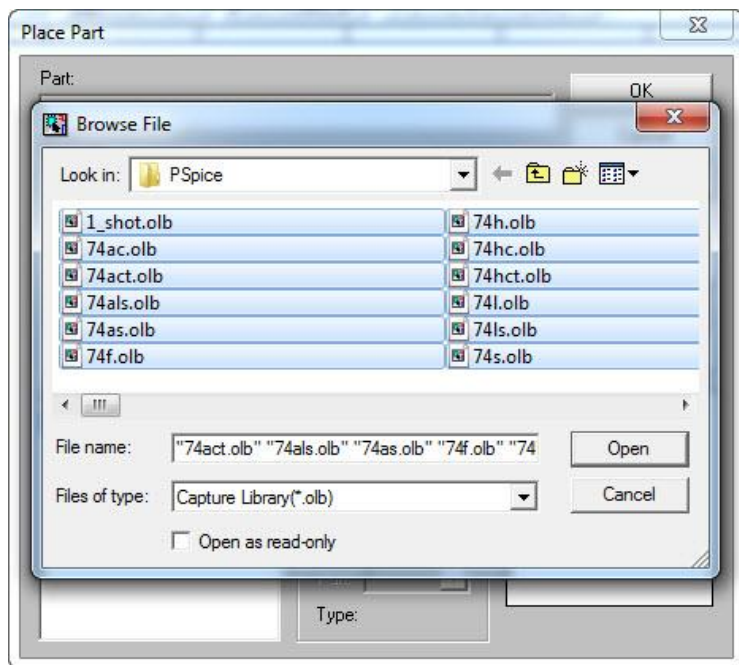 Place Part
Part:
OK
Browse File
Look in: PSpice
1_shot.olb
74ac.olb
74act.olb
74als.olb
74as.olb
74f.olb
74h.olb
74hc.olb
74hct.olb
74l.olb
74ls.olb
74s.olb
File name: "74act.olb" "74als.olb" "74as.olb" "74f.olb" "74
Open
Files of type: Capture Library(*.olb)
Cancel
Open as read-only
Type: